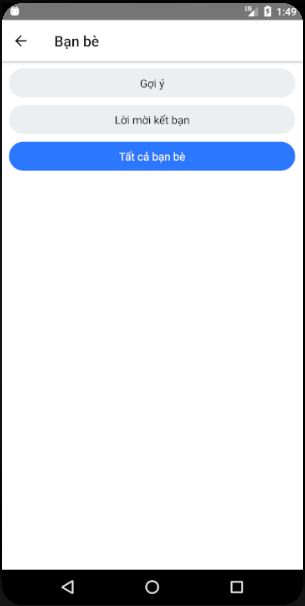 1:49
Bạn bè
Gợi ý
Lời mời kết bạn
Tất cả bạn bè